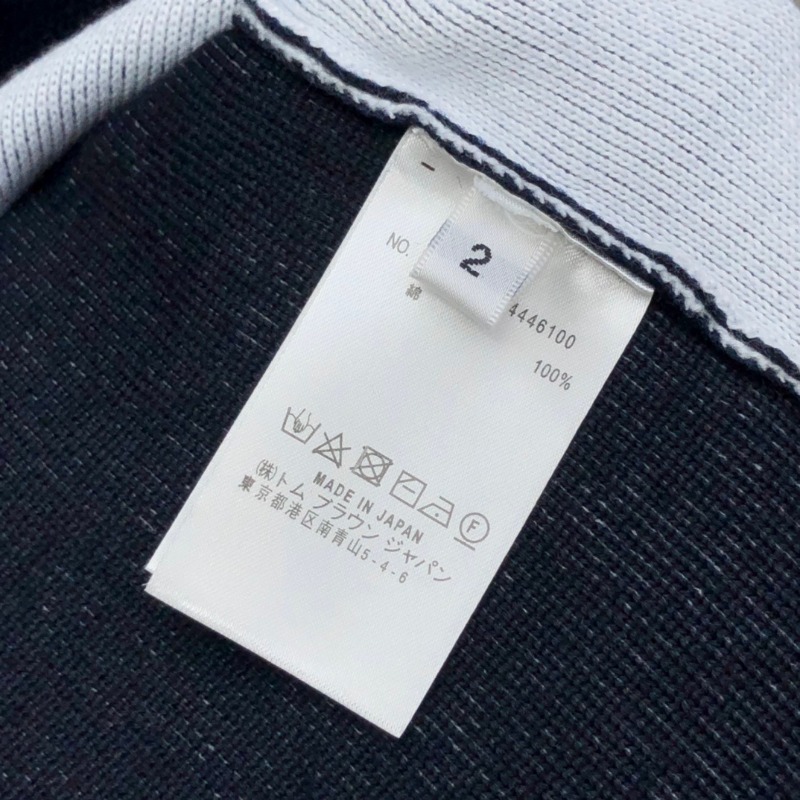 2
NO. 4446100
綿 100%
MADE IN JAPAN
(株)トム ブラウン ジャパン
東京都港区南青山5-4-6
F